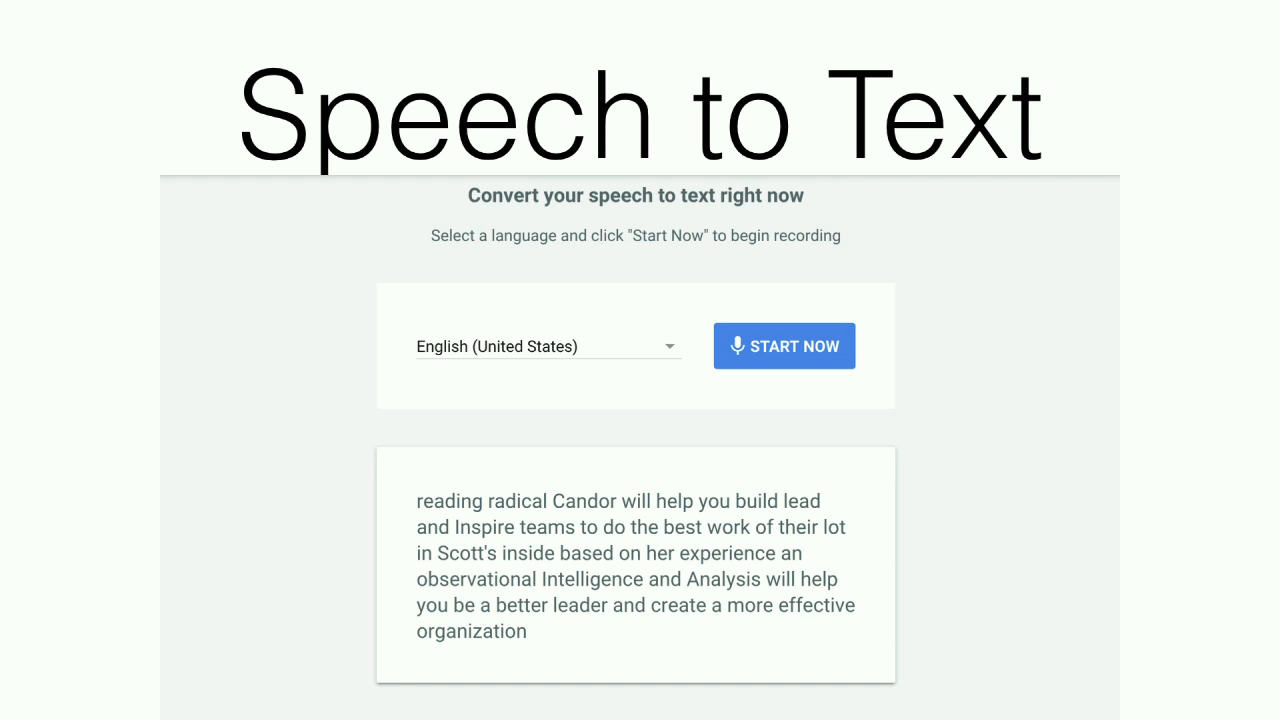 Speech to Text
Convert your speech to text right now
Select a language and click "Start Now" to begin recording
English (United States)
START NOW
reading radical Candor will help you build lead
and Inspire teams to do the best work of their lot
in Scott's inside based on her experience an
observational Intelligence and Analysis will help
you be a better leader and create a more effective
organization